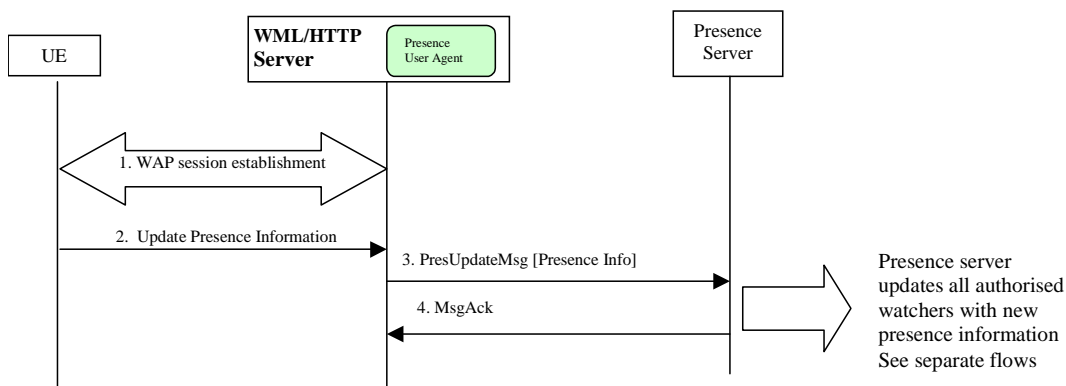 UE
WML/HTTP
Server
Presence
User Agent
Presence
Server
1. WAP session establishment
2. Update Presence Information
3. PresUpdateMsg [Presence Info]
4. MsgAck
Presence server
updates all authorised
watchers with new
presence information
See separate flows